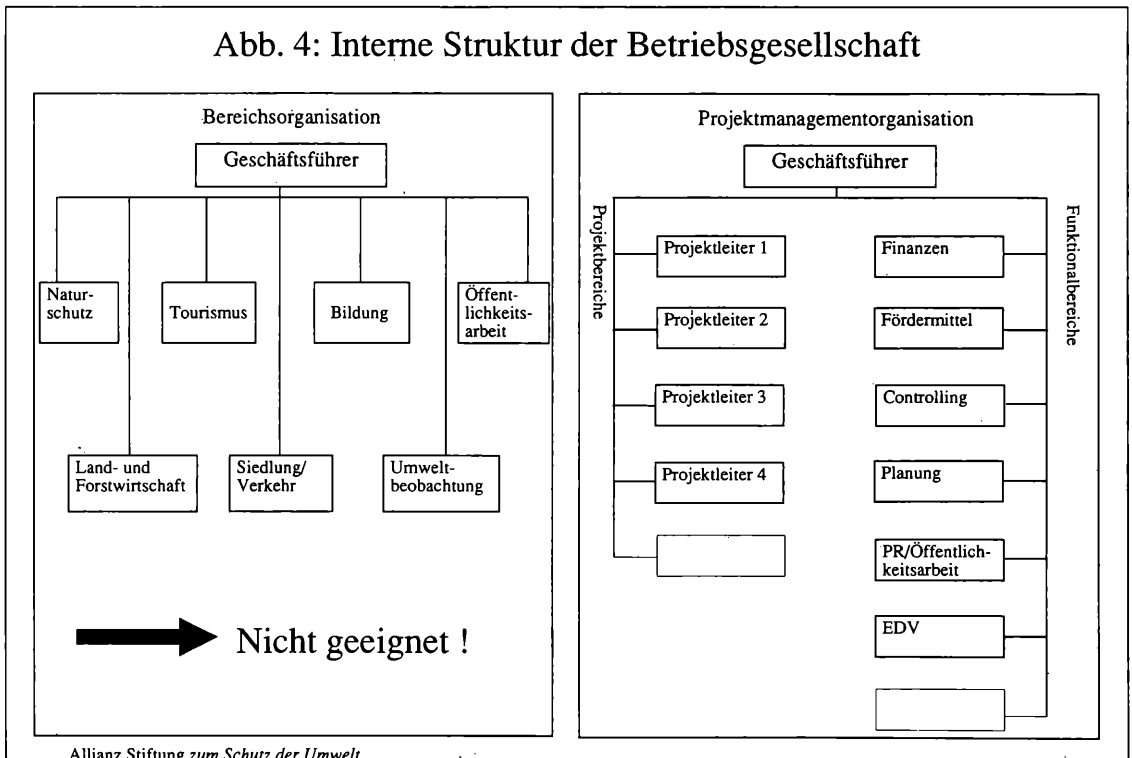 Abb. 4: Interne Struktur der Betriebsgesellschaft
Bereichsorganisation
Geschäftsführer
Natur-
schutz
Tourismus
Bildung
Öffent-
lichkeits-
arbeit
Land- und
Forstwirtschaft
Siedlung/
Verkehr
Umwelt-
beobachtung
Nicht geeignet !
Projektmanagementorganisation
Geschäftsführer
Projektbereiche
Projektleiter 1
Projektleiter 2
Projektleiter 3
Projektleiter 4
Finanzen
Fördermittel
Controlling
Planung
PR/Öffentlich-
keitsarbeit
EDV
Funktionalbereiche
Allianz Stiftung zum Schutz der Umwelt